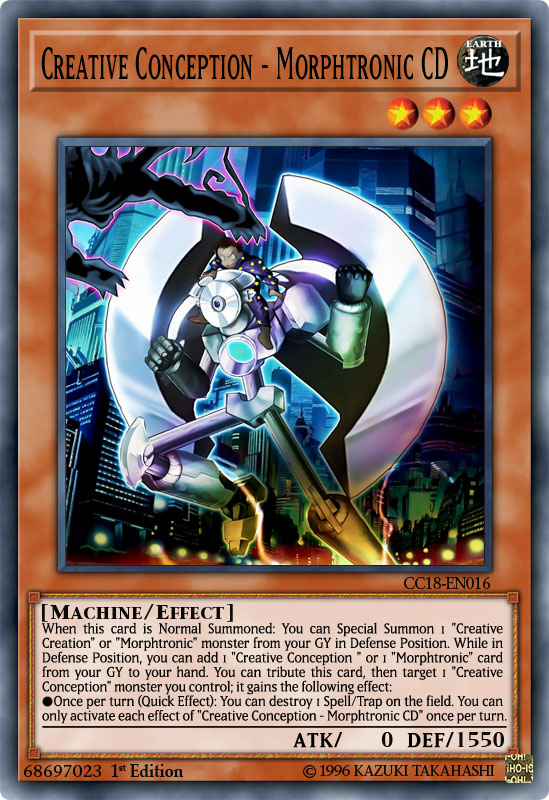 CREATIVE CONCEPTION - MORPHTRONIC CD
EARTH
地
CC18-EN016
[MACHINE/EFFECT]
When this card is Normal Summoned: You can Special Summon 1 "Creative
Creation" or "Morphtronic" monster from your GY in Defense Position. While in
Defense Position, you can add 1 "Creative Conception " or 1 "Morphtronic" card
from your GY to your hand. You can tribute this card, then target 1 "Creative
Conception" monster you control; it gains the following effect:
●Once per turn (Quick Effect): You can destroy 1 Spell/Trap on the field. You can
only activate each effect of "Creative Conception - Morphtronic CD" once per turn.
ATK/ 0 DEF/1550
68697023 1st Edition © 1996 KAZUKI TAKAHASHI